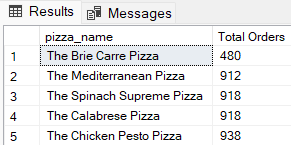 Results Messages
pizza_name Total Orders
1 The Brie Carre Pizza 480
2 The Mediterranean Pizza 912
3 The Spinach Supreme Pizza 918
4 The Calabrese Pizza 918
5 The Chicken Pesto Pizza 938